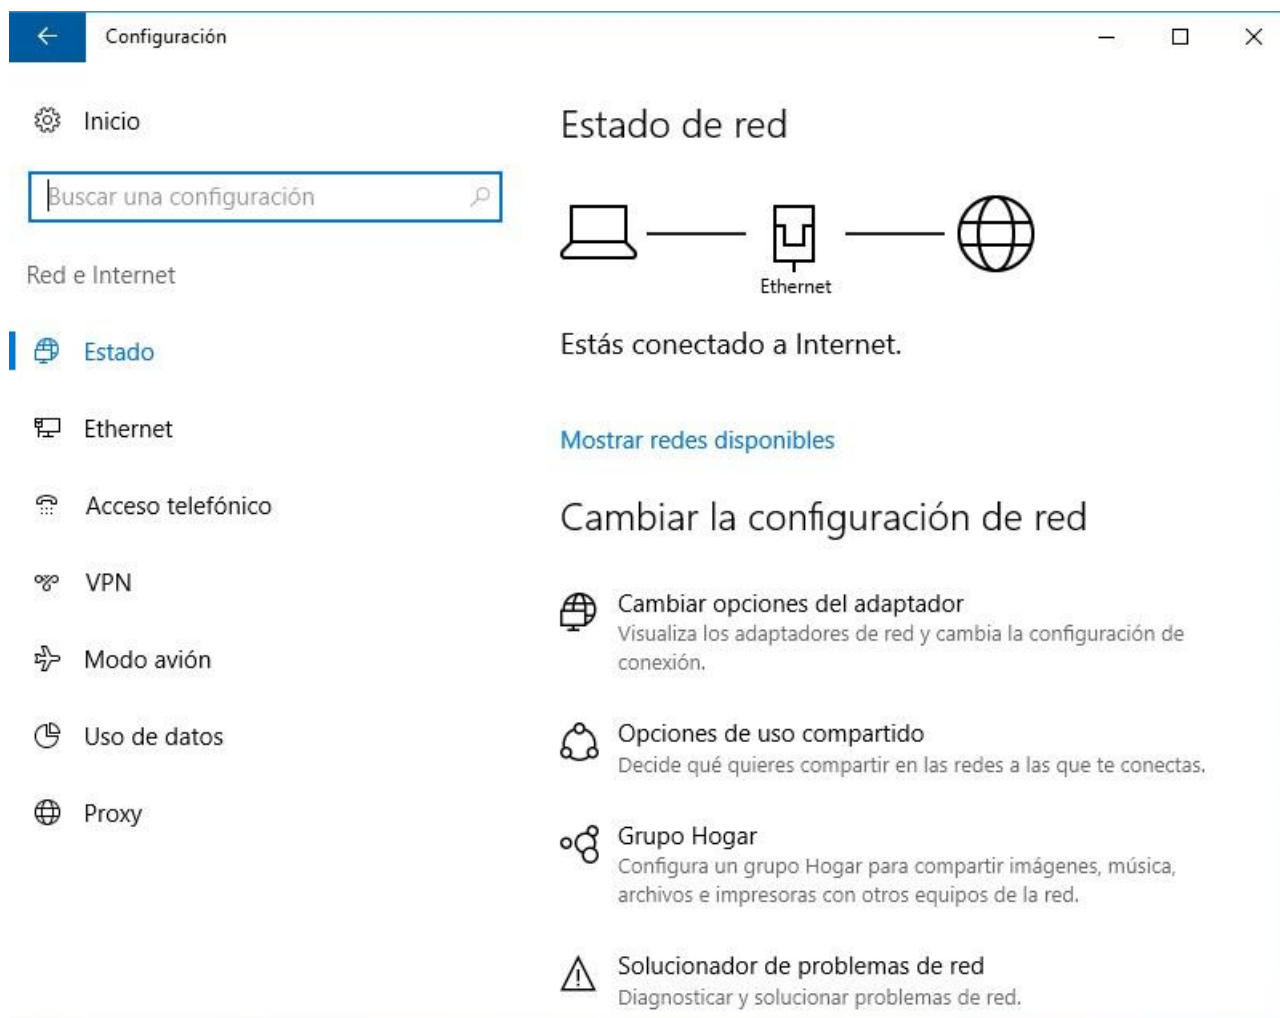 Configuración
Inicio
Buscar una configuración
Red e Internet
Estado
Ethernet
Acceso telefónico
VPN
Modo avión
Uso de datos
Proxy
Estado de red
Ethernet
Estás conectado a Internet.
Mostrar redes disponibles
Cambiar la configuración de red
Cambiar opciones del adaptador
Visualiza los adaptadores de red y cambia la configuración de
conexión.
Opciones de uso compartido
Decide qué quieres compartir en las redes a las que te conectas.
Grupo Hogar
Configura un grupo Hogar para compartir imágenes, música,
archivos e impresoras con otros equipos de la red.
Solucionador de problemas de red
Diagnosticar y solucionar problemas de red.